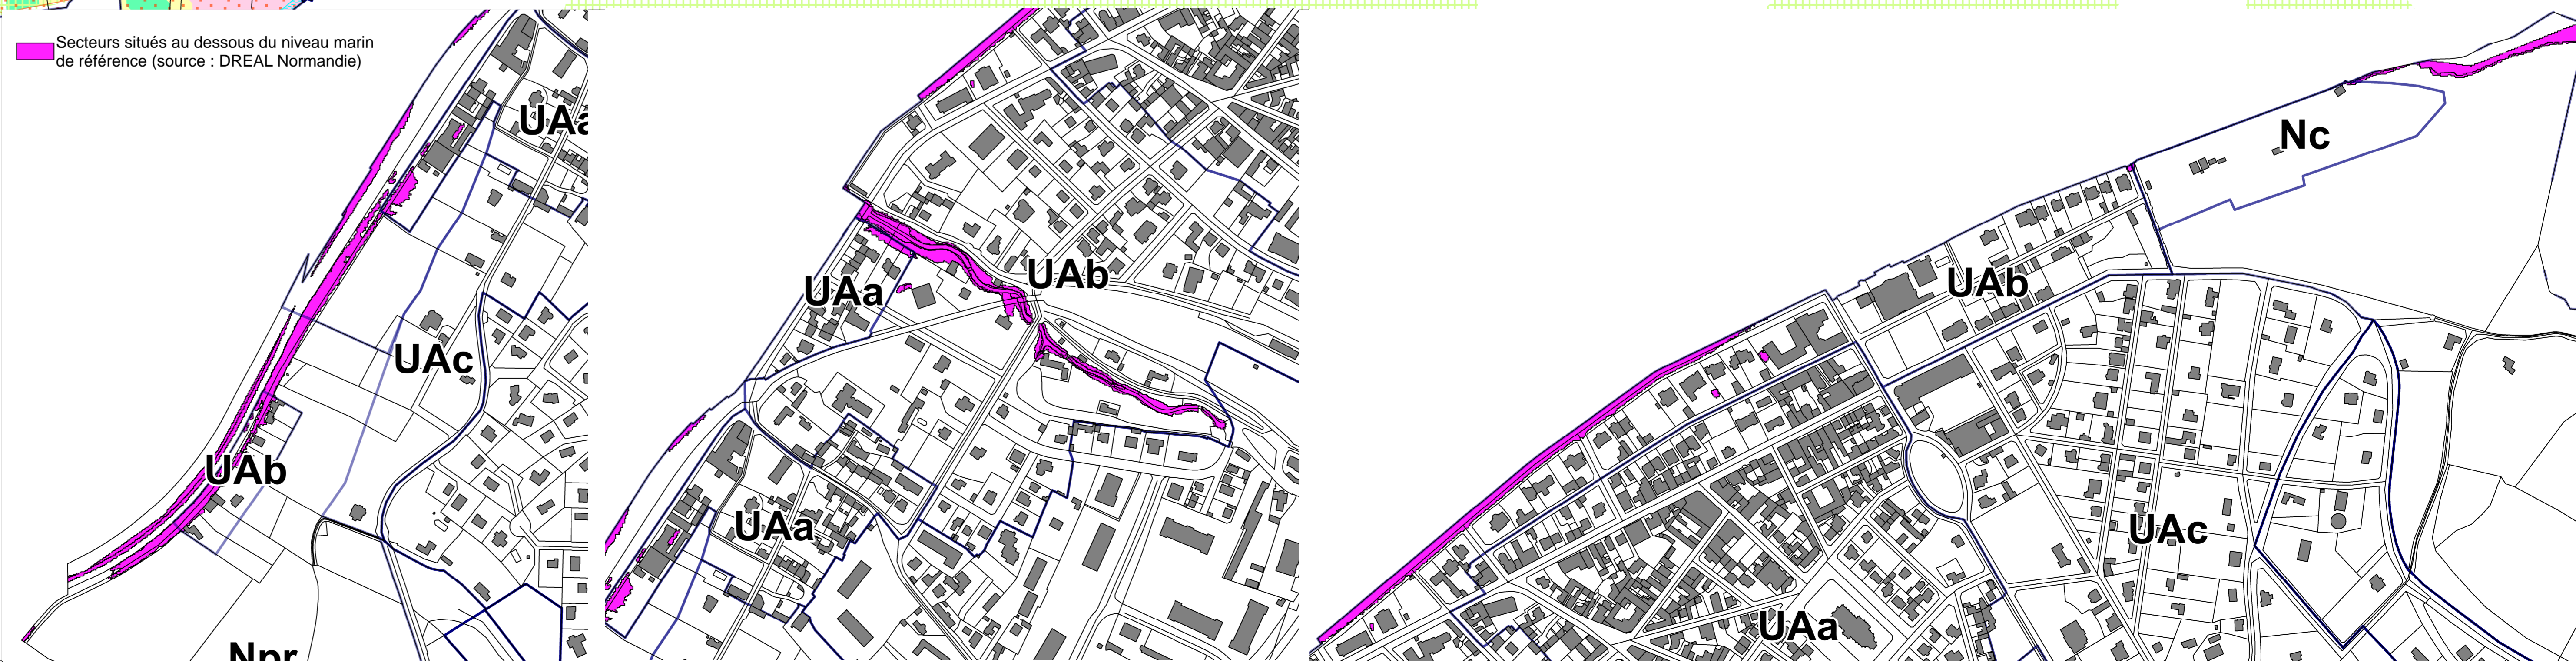 Secteurs situés au dessous du niveau marin
de référence (source : DREAL Normandie)
UAa
UAc
UAb
Npr
UAa
UAb
UAa
Nc
UAb
UAc
UAa